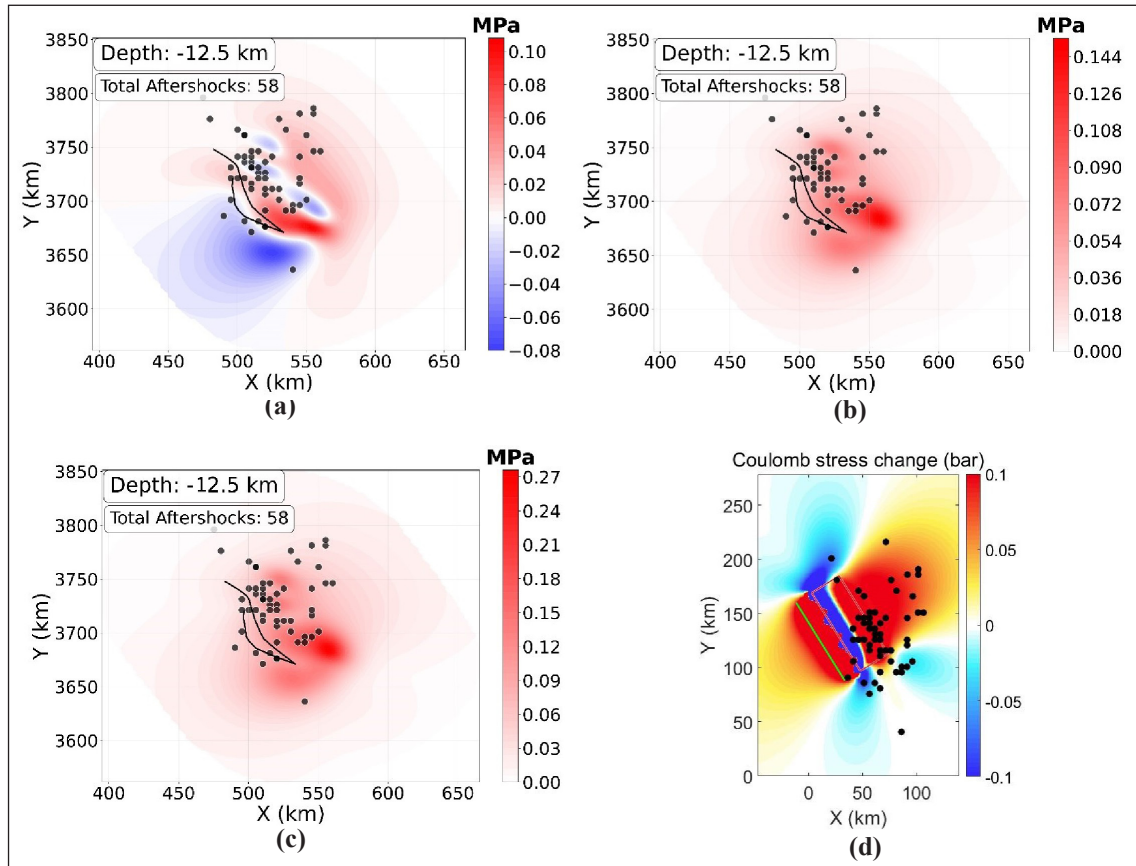 MPa
3850
Depth: -12.5 km
0.10
3800
Total Aftershocks: 58
0.08
0.06
3750
0.04
Y (km)
0.02
3700
0.00
3650
−0.02
−0.04
3600
−0.06
−0.08
400 450 500 550 600 650
X (km)
(a)
MPa
3850
Depth: -12.5 km
0.144
3800
Total Aftershocks: 58
0.126
0.108
3750
0.090
Y (km)
3700
0.072
0.054
3650
0.036
3600
0.018
0.000
400 450 500 550 600 650
X (km)
(b)
MPa
3850
0.27
Depth: -12.5 km
0.24
3800
Total Aftershocks: 58
0.21
3750
0.18
Y (km)
0.15
3700
0.12
3650
0.09
0.06
3600
0.03
0.00
400 450 500 550 600 650
X (km)
(c)
Coulomb stress change (bar)
0.1
250
200
0.05
Y (km)
150
0
100
-0.05
50
0
-0.1
0 50 100
X (km)
(d)